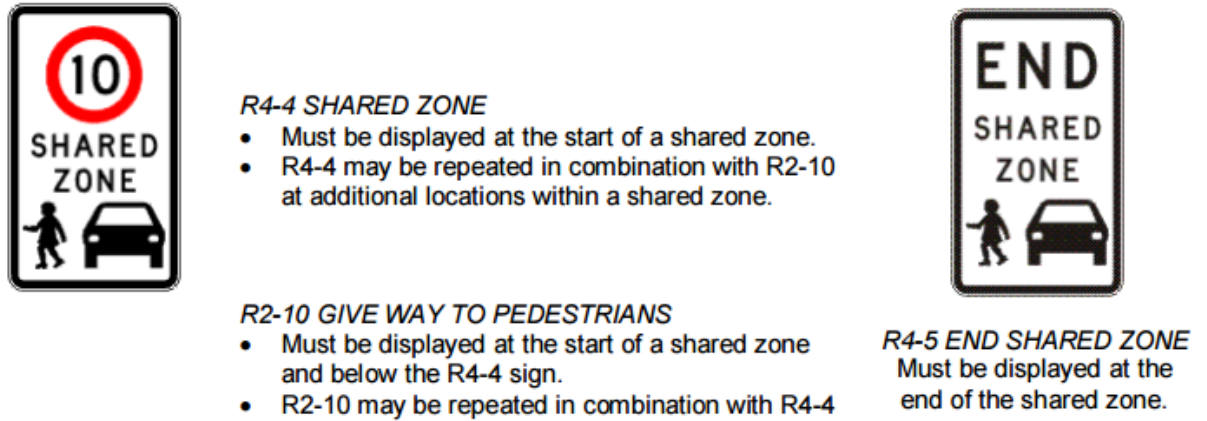 10
SHARED
ZONE
R4-4 SHARED ZONE
• Must be displayed at the start of a shared zone.
• R4-4 may be repeated in combination with R2-10
at additional locations within a shared zone.
R2-10 GIVE WAY TO PEDESTRIANS
• Must be displayed at the start of a shared zone
and below the R4-4 sign.
• R2-10 may be repeated in combination with R4-4
END
SHARED
ZONE
R4-5 END SHARED ZONE
Must be displayed at the
end of the shared zone.